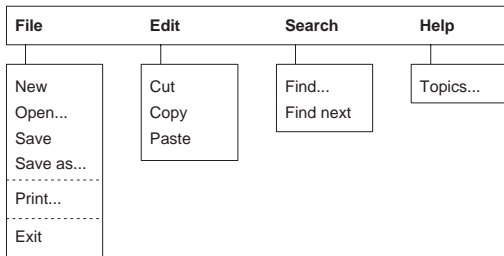 File Edit Search Help
New
Open...
Save
Save as...
Print...
Exit
Cut
Copy
Paste
Find...
Find next
Topics...